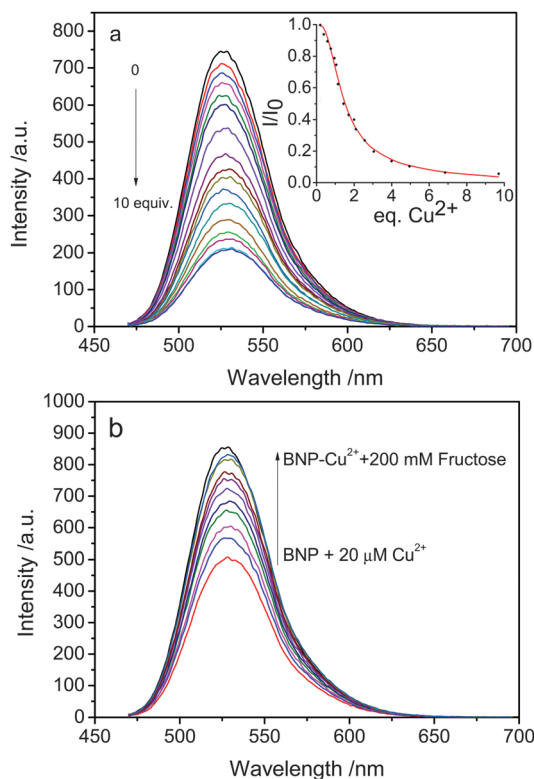 a
800
700
600
500
400
300
200
100
0
Intensity /a.u.
0
10 equiv.
1.0
0.8
0.6
0.4
0.2
0.0
I/I0
0 2 4 6 8 10
eq. Cu2+
450 500 550 600 650 700
Wavelength /nm
b
1000
900
800
700
600
500
400
300
200
100
0
Intensity /a.u.
BNP-Cu2++200 mM Fructose
BNP + 20 μM Cu2+
450 500 550 600 650 700
Wavelength /nm